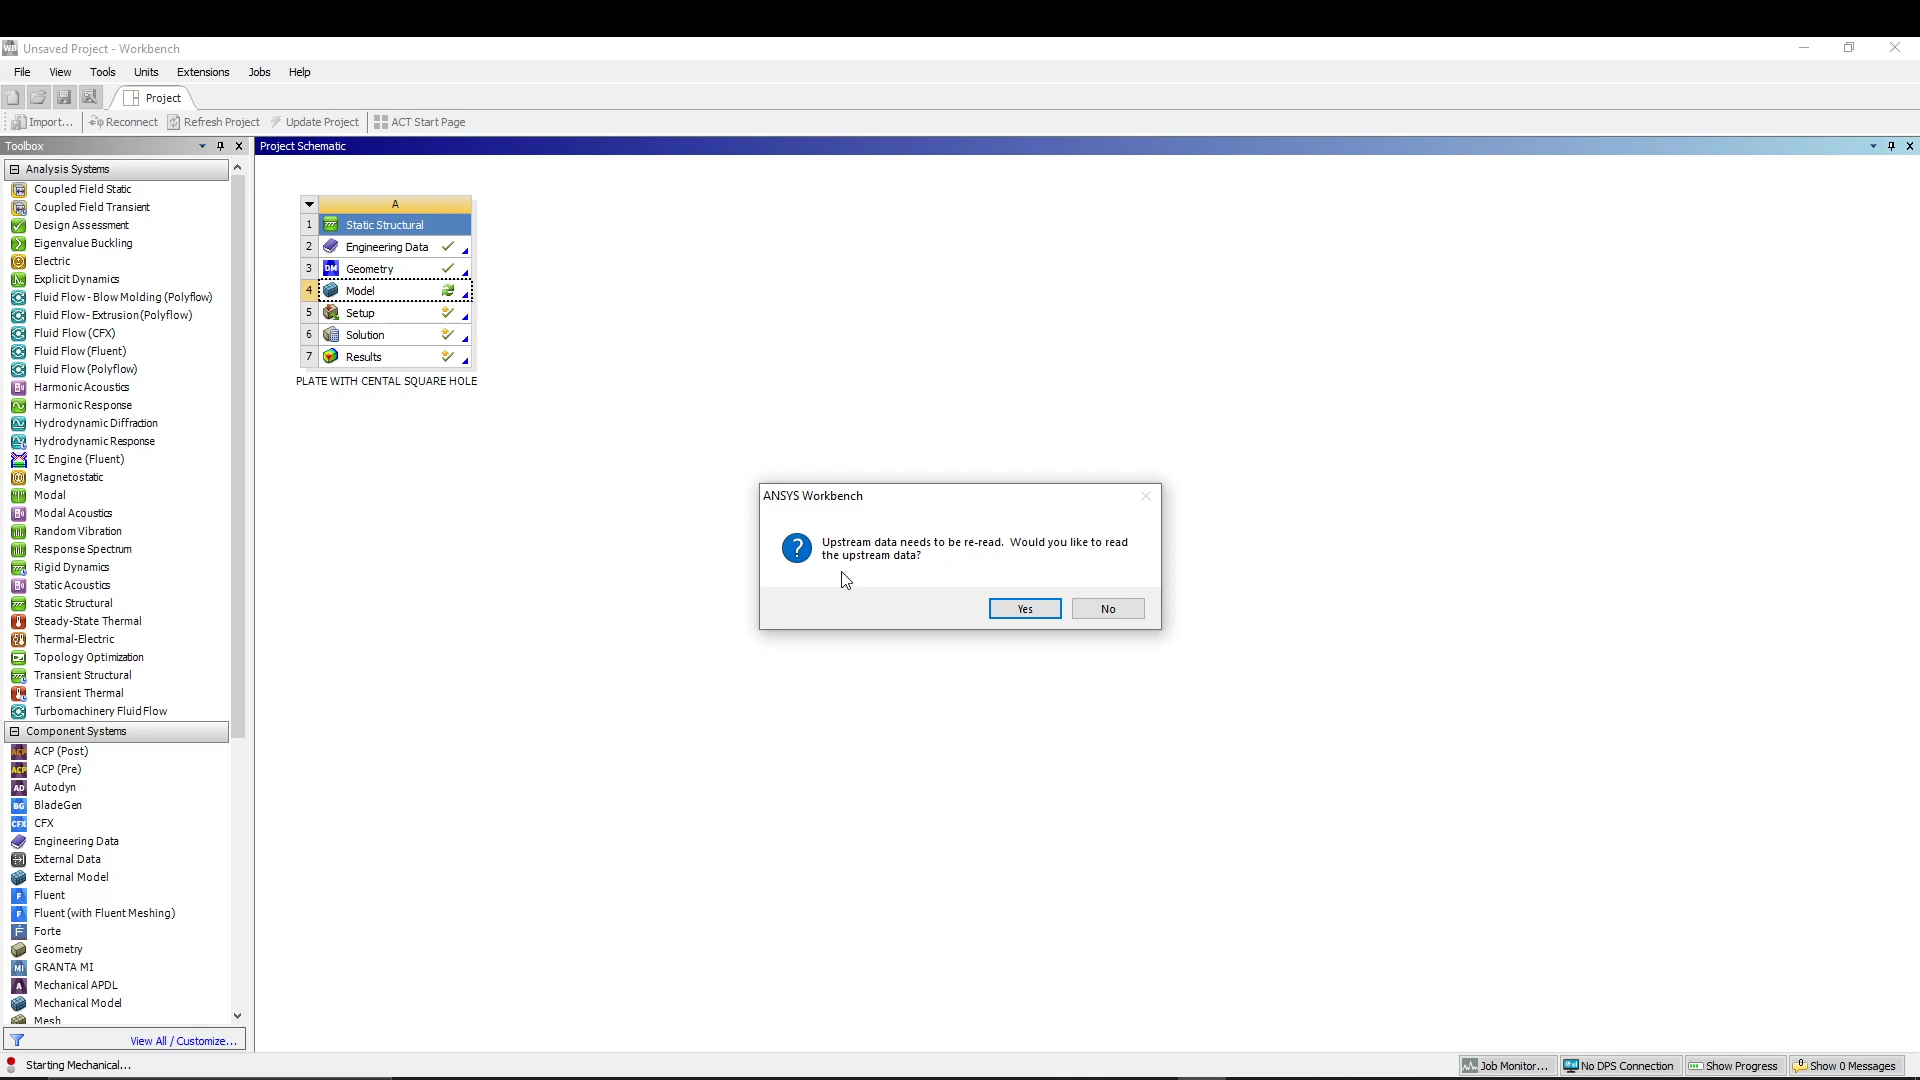 Unsaved Project - Workbench
File View Tools Units Extensions Jobs Help
Project
Import... Reconnect Refresh Project Update Project ACT Start Page
Toolbox
Project Schematic
Analysis Systems
Coupled Field Static
Coupled Field Transient
Design Assessment
Eigenvalue Buckling
Electric
Explicit Dynamics
Fluid Flow - Blow Molding (Polyflow)
Fluid Flow - Extrusion (Polyflow)
Fluid Flow (CFX)
Fluid Flow (Fluent)
Fluid Flow (Polyflow)
Harmonic Acoustics
Harmonic Response
Hydrodynamic Diffraction
Hydrodynamic Response
IC Engine (Fluent)
Magnetostatic
Modal
Modal Acoustics
Random Vibration
Response Spectrum
Rigid Dynamics
Static Acoustics
Static Structural
Steady-State Thermal
Thermal-Electric
Topology Optimization
Transient Structural
Transient Thermal
Turbomachinery Fluid Flow
Component Systems
ACP (Post)
ACP (Pre)
Autodyn
BladeGen
CFX
Engineering Data
External Data
External Model
Fluent
Fluent (with Fluent Meshing)
Forte
Geometry
GRANTA MI
Mechanical APDL
Mechanical Model
Mesh
View All / Customize...
A
1 Static Structural
2 Engineering Data
3 DM Geometry
4 Model
5 Setup
6 Solution
7 Results
PLATE WITH CENTAL SQUARE HOLE
ANSYS Workbench
Upstream data needs to be re-read. Would you like to read
the upstream data?
Yes No
Starting Mechanical...
Job Monitor... No DPS Connection Show Progress Show 0 Messages